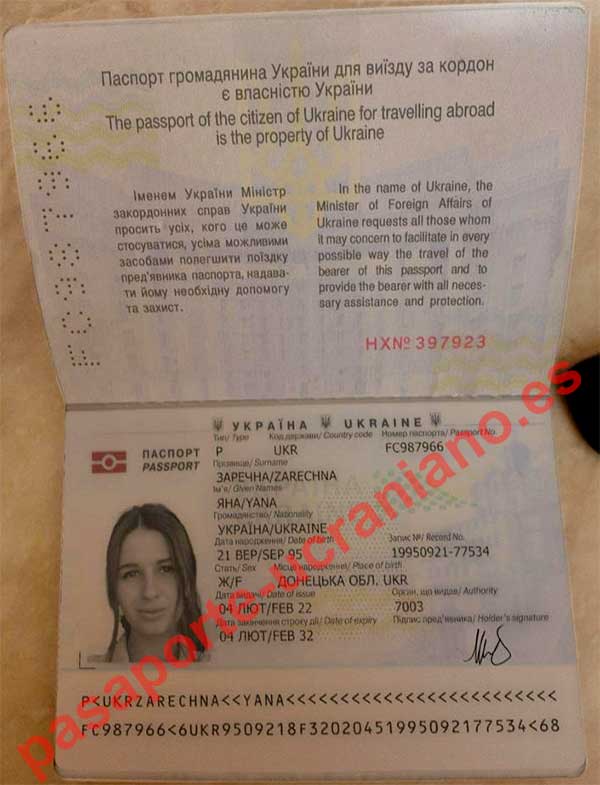 Паспорт громадянина України для виїзду за кордон
є власністю України
The passport of the citizen of Ukraine for travelling abroad
is the property of Ukraine
FC987966
Іменем України Міністр
закордонних справ України
просить усіх, кого це може
стосуватися, усіма можливими
засобами полегшити поїздку
пред'явника паспорта, надава-
ти йому необхідну допомогу
та захист.
In the name of Ukraine, the
Minister of Foreign Affairs of
Ukraine requests all those whom
it may concern to facilitate in every
possible way the travel of the
bearer of this passport and to
provide the bearer with all neces-
sary assistance and protection.
НХ№ 397923
УКРАЇНА UKRAINE
ПАСПОРТ
PASSPORT
Тип/ Type Код держави/ Country code Номер паспорта/ Passport No.
P UKR FC987966
Прізвище/ Surname
ЗАРЕЧНА/ZARECHNA
Ім'я/ Given Names
ЯНА/YANA
Громадянство/ Nationality
УКРАЇНА/UKRAINE
Дата народження/ Date of birth Запис №/ Record No.
21 ВЕР/SEP 95 19950921-77534
Стать/ Sex Місце народження/ Place of birth
Ж/F ДОНЕЦЬКА ОБЛ. UKR
Дата видачі/ Date of issue Орган, що видав/ Authority
04 ЛЮТ/FEB 22 7003
Дата закінчення строку дії/ Date of expiry Підпис пред'явника/ Holder's signature
04 ЛЮТ/FEB 32
P<UKRZARECHNA<<YANA<<<<<<<<<<<<<<<<<<<<<<<<<
FC987966<6UKR9509218F32020451995092177534<68
pasaporte-ucraniano.es